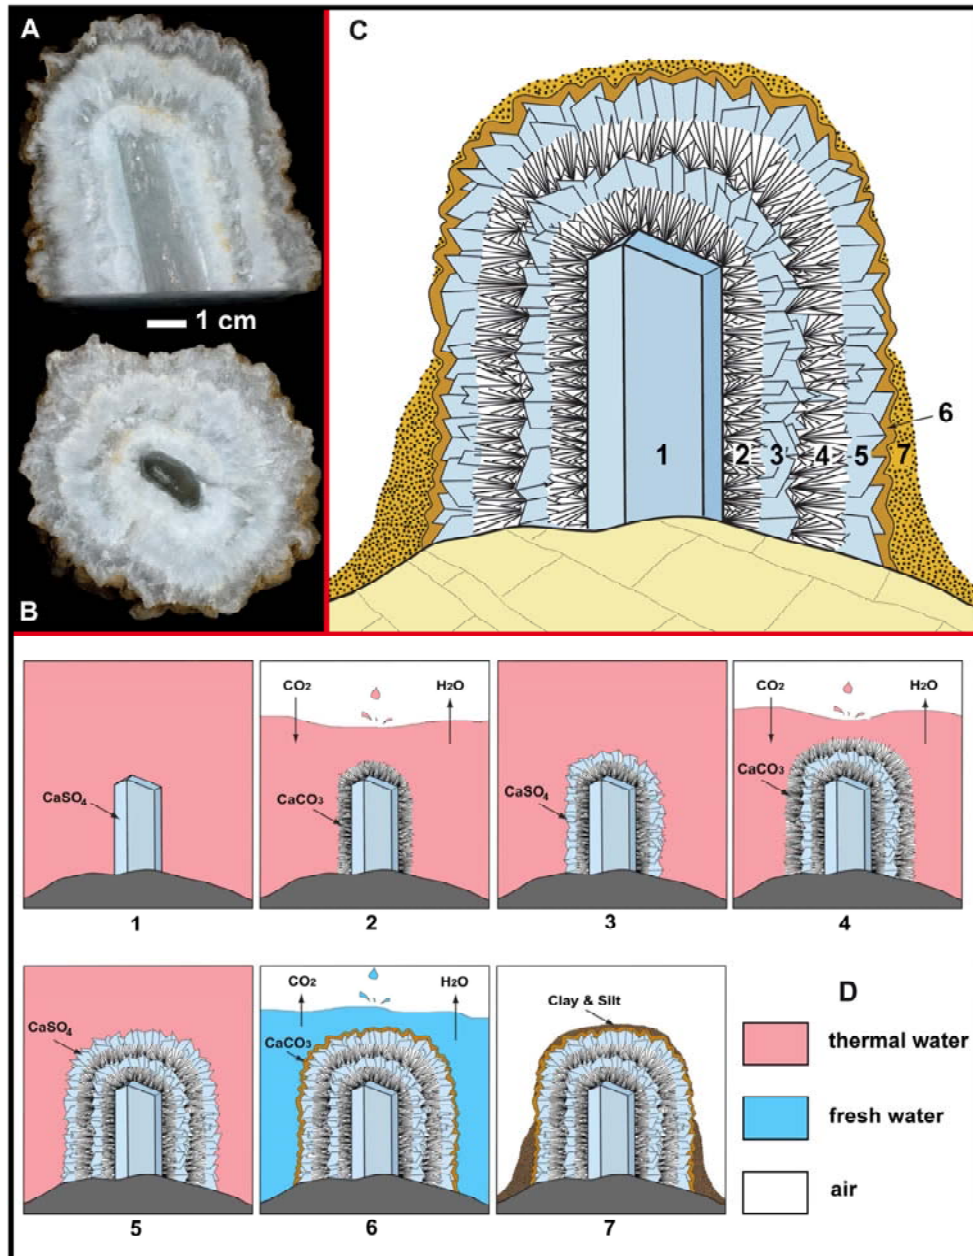 A
C
1 cm
B
1
2
3
4
5
6
7
CO₂
H₂O
CO₂
H₂O
CaSO₄
CaCO₃
CaSO₄
CaCO₃
1
2
3
4
CO₂
H₂O
Clay & Silt
D
CaSO₄
CaCO₃
thermal water
fresh water
air
5
6
7